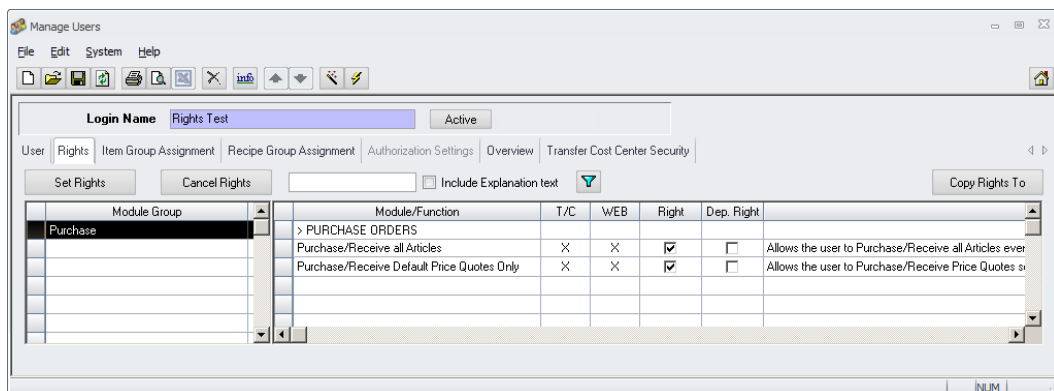 Manage Users
File Edit System Help
info
Login Name Rights Test Active
User Rights Item Group Assignment Recipe Group Assignment Authorization Settings Overview Transfer Cost Center Security
Set Rights Cancel Rights Include Explanation text Copy Rights To
Module Group Module/Function T/C WEB Right Dep. Right
Purchase > PURCHASE ORDERS
Purchase/Receive all Articles X X Allows the user to Purchase/Receive all Articles ever
Purchase/Receive Default Price Quotes Only X X Allows the user to Purchase/Receive Price Quotes s
NUM